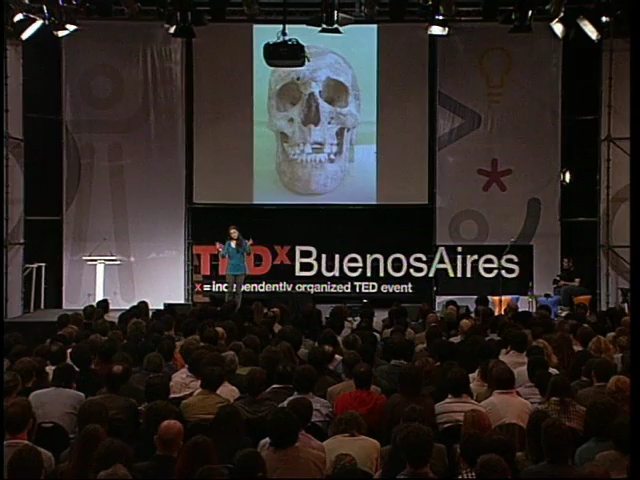 TEDxBuenosAires
x = independently organized TED event